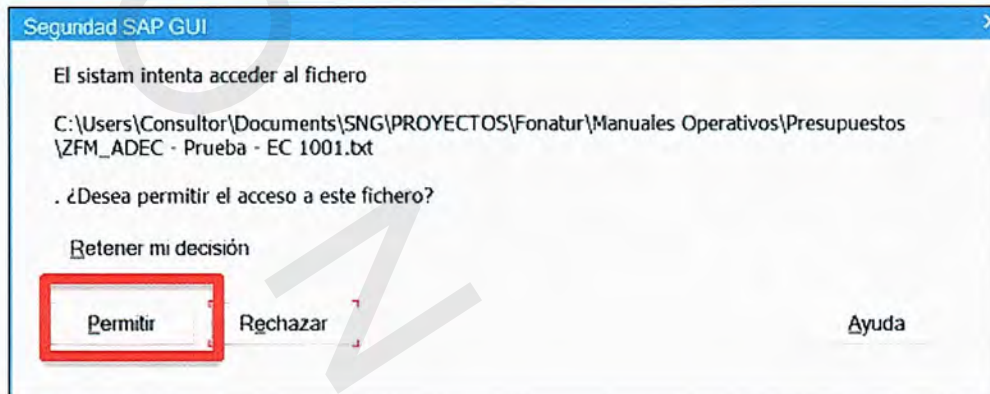 Seguridad SAP GUI
El sistam intenta acceder al fichero
C:\Users\Consultor\Documents\SNG\PROYECTOS\Fonatur\Manuales Operativos\Presupuestos
\ZFM_ADEC - Prueba - EC 1001.txt
. ¿Desea permitir el acceso a este fichero?
Retener mi decisión
Permitir Rechazar Ayuda